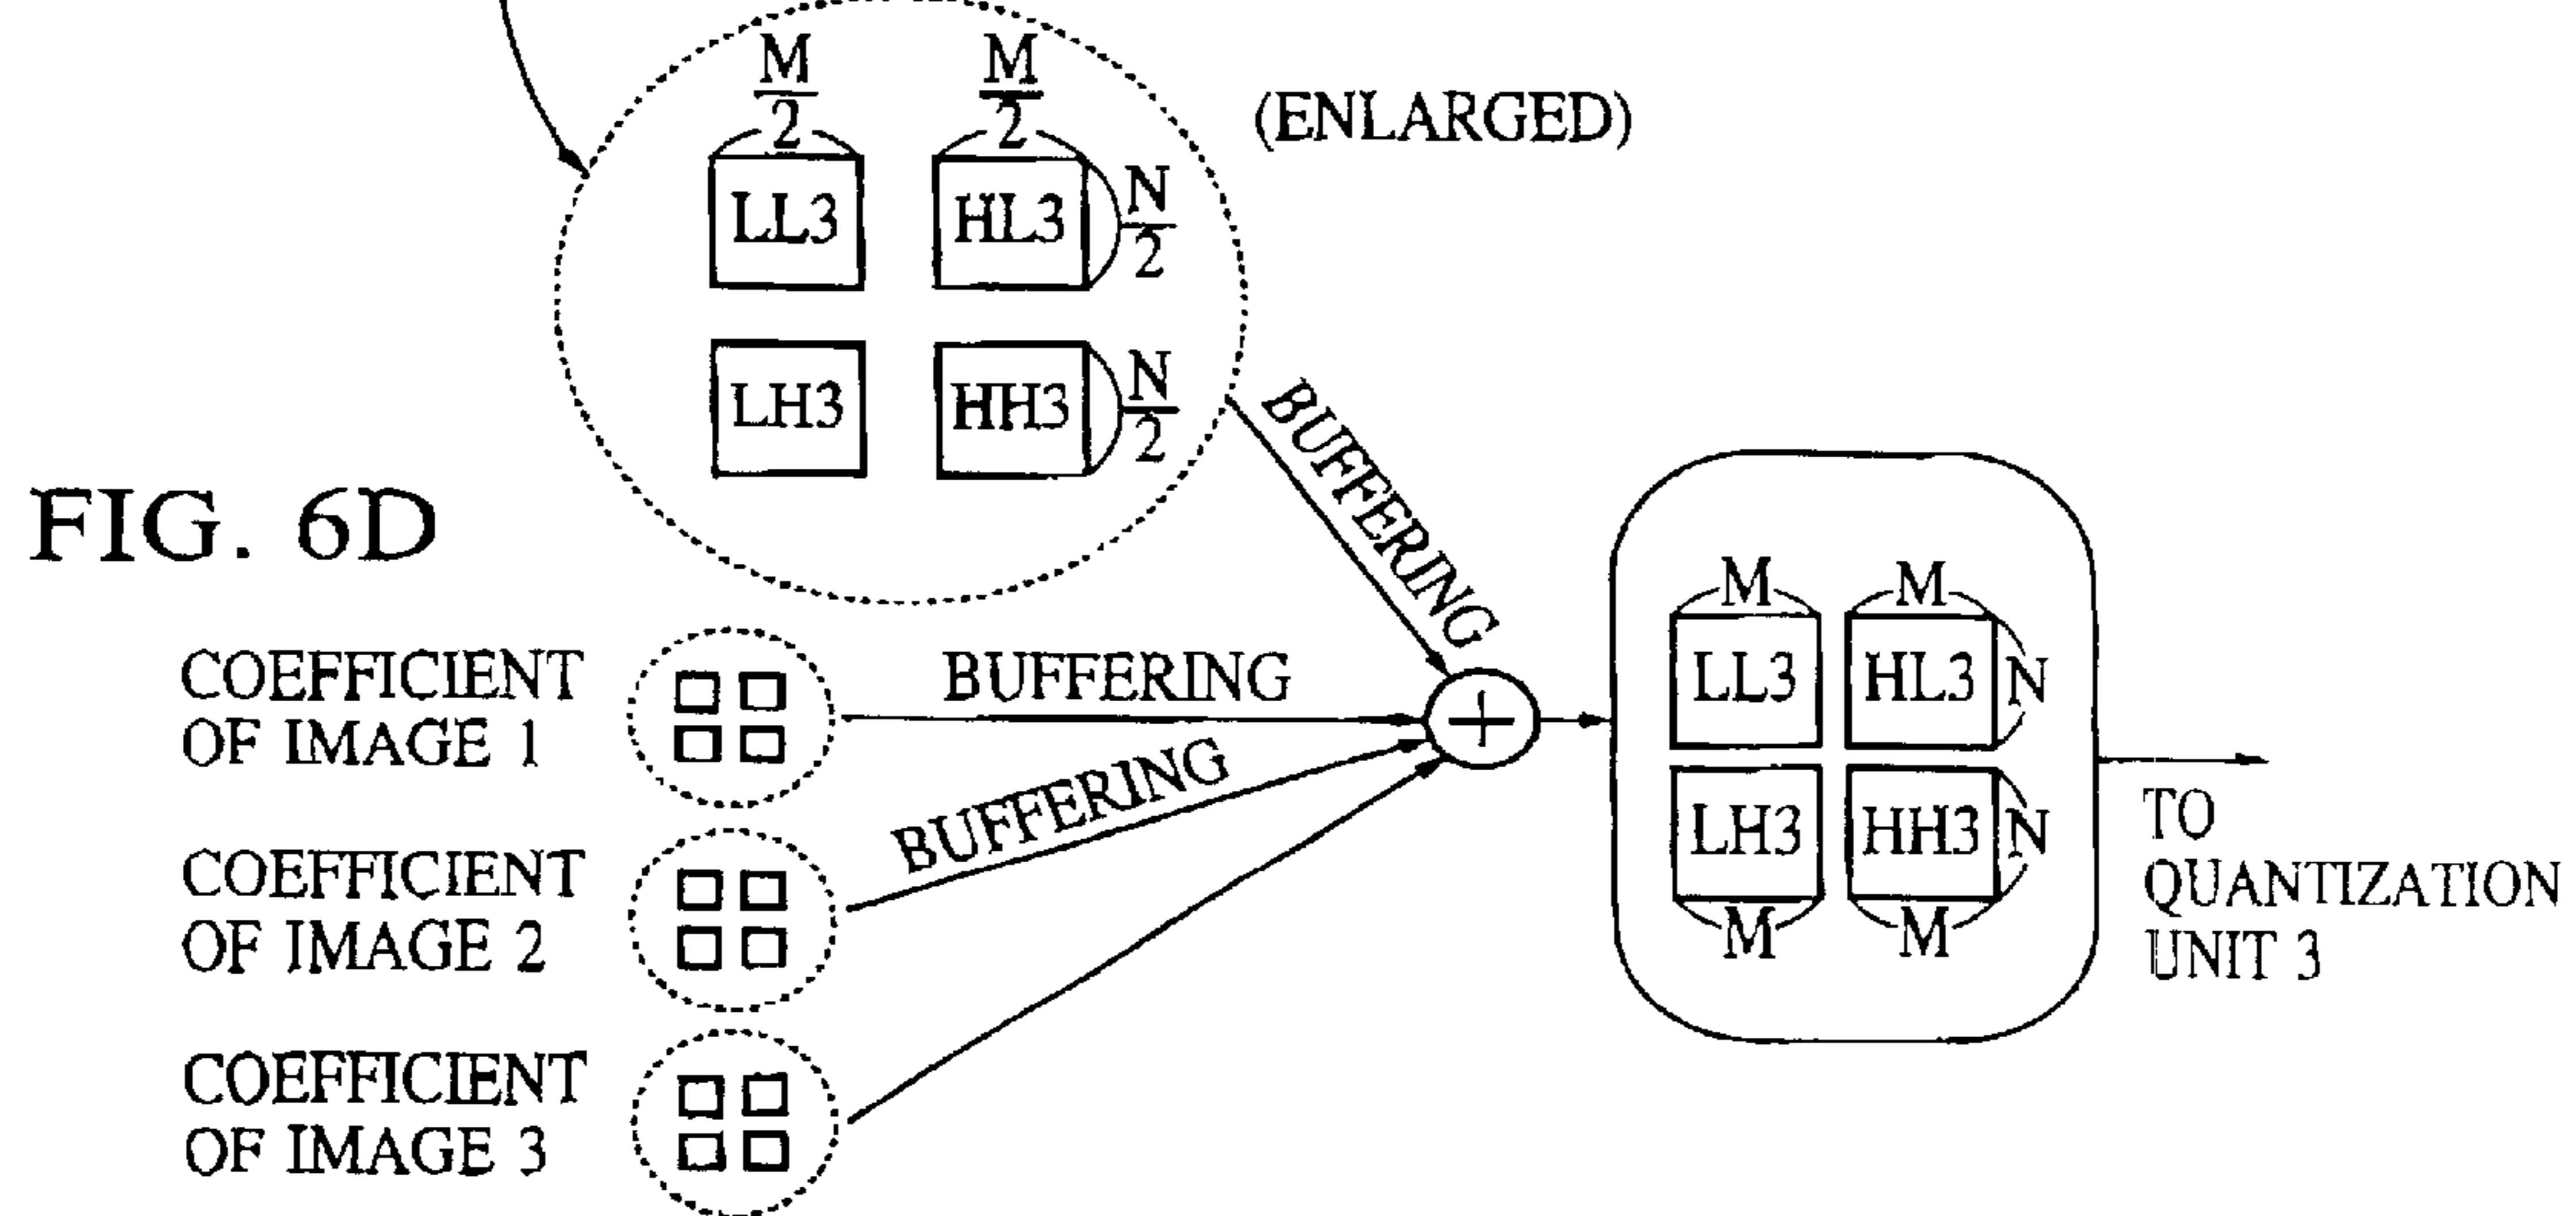 M/2 M/2
(ENLARGED)
LL3 HL3 N/2
LH3 HH3 N/2
FIG. 6D
BUFFERING
COEFFICIENT
OF IMAGE 1
BUFFERING
+
M M
LL3 HL3 N
LH3 HH3 N
M M
TO
QUANTIZATION
UNIT 3
COEFFICIENT
OF IMAGE 2
BUFFERING
COEFFICIENT
OF IMAGE 3